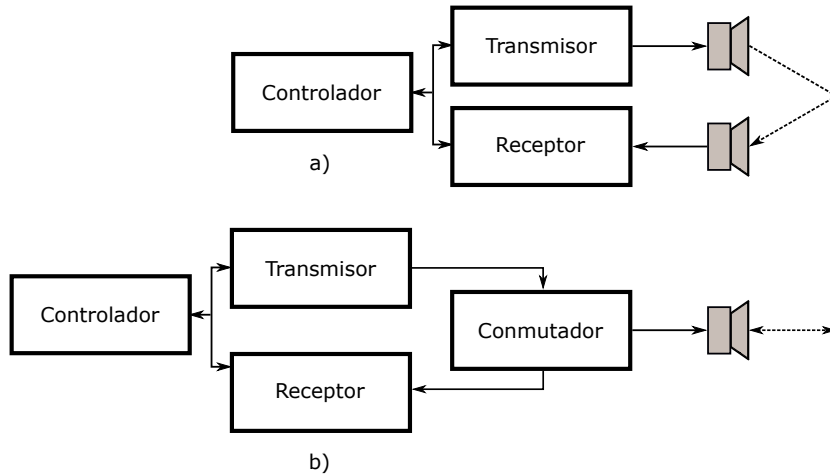 Transmisor
Controlador
Receptor
a)
Transmisor
Controlador
Conmutador
Receptor
b)